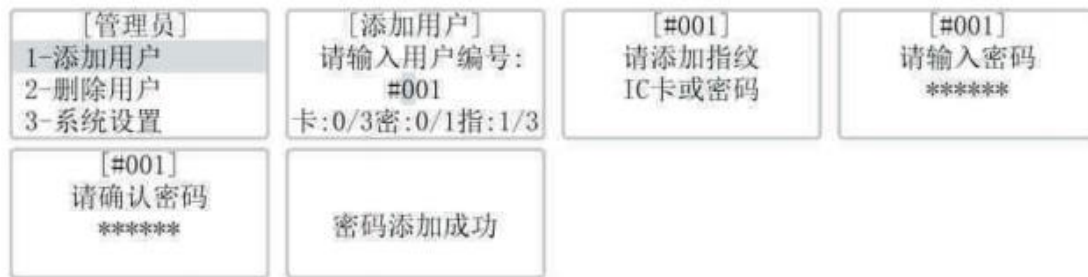 [管理员]
1-添加用户
2-删除用户
3-系统设置
[添加用户]
请输入用户编号:
#001
卡:0/3密:0/1指:1/3
[#001]
请添加指纹
IC卡或密码
[#001]
请输入密码
******
[#001]
请确认密码
******
密码添加成功